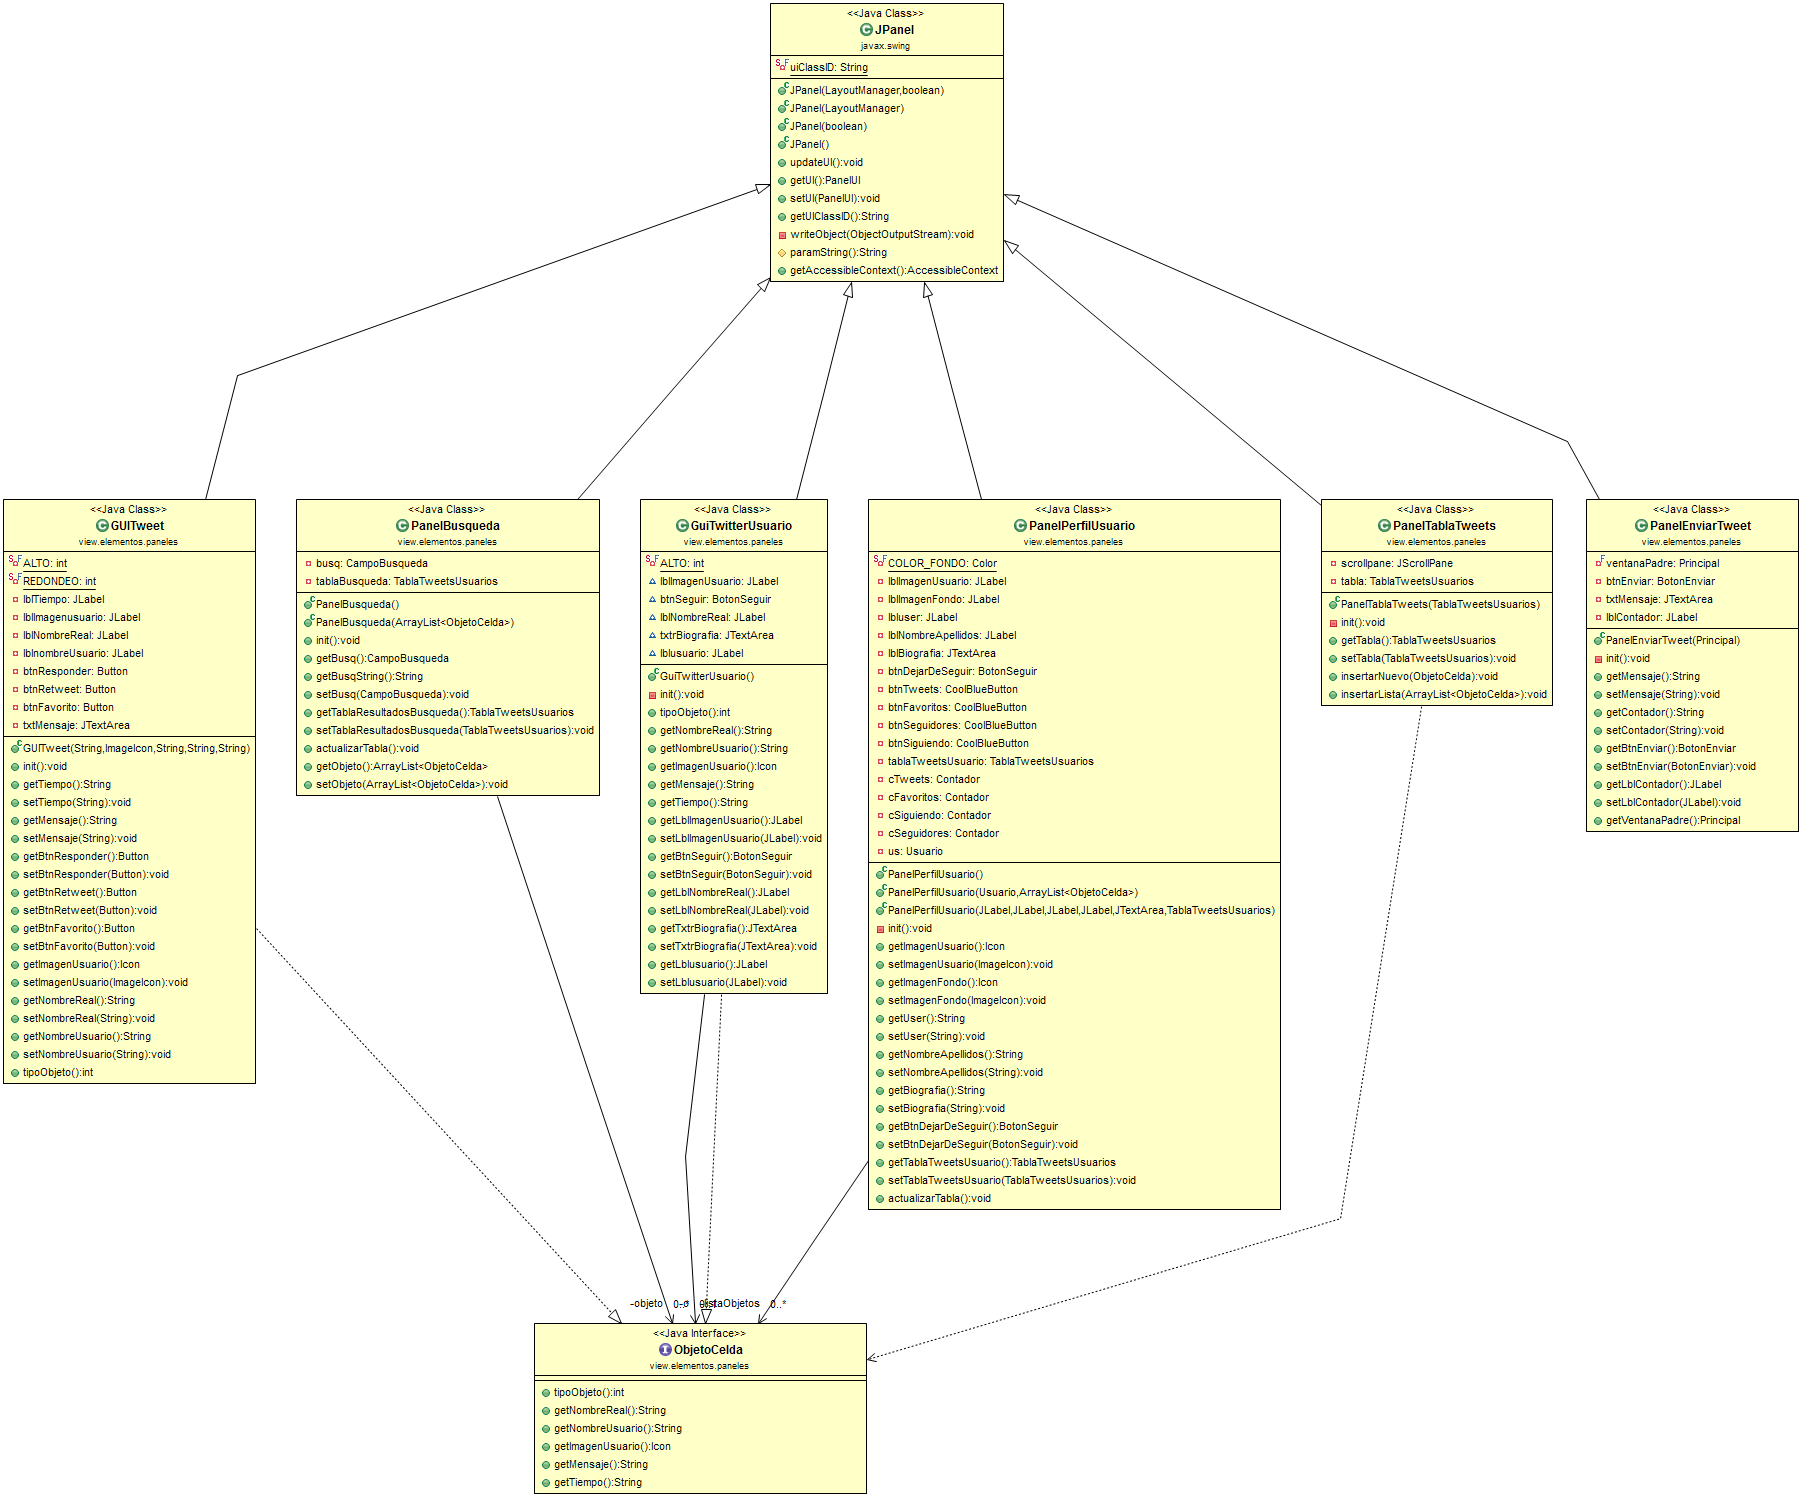 <<Java Class>>
JPanel
javax.swing
uiClassID: String
JPanel(LayoutManager,boolean)
JPanel(LayoutManager)
JPanel(boolean)
JPanel()
updateUI():void
getUI():PanelUI
setUI(PanelUI):void
getUIClassID():String
writeObject(ObjectOutputStream):void
paramString():String
getAccessibleContext():AccessibleContext
<<Java Class>>
GUITweet
view.elementos.paneles
ALTO: int
REDONDEO: int
lblTiempo: JLabel
lblImagenusuario: JLabel
lblNombreReal: JLabel
lblnombreUsuario: JLabel
btnResponder: Button
btnRetweet: Button
btnFavorito: Button
txtMensaje: JTextArea
GUITweet(String,ImageIcon,String,String,String)
init():void
getTiempo():String
setTiempo(String):void
getMensaje():String
setMensaje(String):void
getBtnResponder():Button
setBtnResponder(Button):void
getBtnRetweet():Button
setBtnRetweet(Button):void
getBtnFavorito():Button
setBtnFavorito(Button):void
getImagenUsuario():Icon
setImagenUsuario(ImageIcon):void
getNombreReal():String
setNombreReal(String):void
getNombreUsuario():String
setNombreUsuario(String):void
tipoObjeto():int
<<Java Class>>
PanelBusqueda
view.elementos.paneles
busq: CampoBusqueda
tablaBusqueda: TablaTweetsUsuarios
PanelBusqueda()
PanelBusqueda(ArrayList<ObjetoCelda>)
init():void
getBusq():CampoBusqueda
getBusqString():String
setBusq(CampoBusqueda):void
getTablaResultadosBusqueda():TablaTweetsUsuarios
setTablaResultadosBusqueda(TablaTweetsUsuarios):void
actualizarTabla():void
getObjeto():ArrayList<ObjetoCelda>
setObjeto(ArrayList<ObjetoCelda>):void
<<Java Class>>
GuiTwitterUsuario
view.elementos.paneles
ALTO: int
lblImagenUsuario: JLabel
btnSeguir: BotonSeguir
lblNombreReal: JLabel
txtrBiografia: JTextArea
lblusuario: JLabel
GuiTwitterUsuario()
init():void
tipoObjeto():int
getNombreReal():String
getNombreUsuario():String
getImagenUsuario():Icon
getMensaje():String
getTiempo():String
getLblImagenUsuario():JLabel
setLblImagenUsuario(JLabel):void
getBtnSeguir():BotonSeguir
setBtnSeguir(BotonSeguir):void
getLblNombreReal():JLabel
setLblNombreReal(JLabel):void
getTxtrBiografia():JTextArea
setTxtrBiografia(JTextArea):void
getLblusuario():JLabel
setLblusuario(JLabel):void
<<Java Class>>
PanelPerfilUsuario
view.elementos.paneles
COLOR_FONDO: Color
lblImagenUsuario: JLabel
lblImagenFondo: JLabel
lbluser: JLabel
lblNombreApellidos: JLabel
lblBiografia: JTextArea
btnDejarDeSeguir: BotonSeguir
btnTweets: CoolBlueButton
btnFavoritos: CoolBlueButton
btnSeguidores: CoolBlueButton
btnSiguiendo: CoolBlueButton
tablaTweetsUsuario: TablaTweetsUsuarios
cTweets: Contador
cFavoritos: Contador
cSiguiendo: Contador
cSeguidores: Contador
us: Usuario
PanelPerfilUsuario()
PanelPerfilUsuario(Usuario,ArrayList<ObjetoCelda>)
PanelPerfilUsuario(JLabel,JLabel,JLabel,JLabel,JTextArea,TablaTweetsUsuarios)
init():void
getImagenUsuario():Icon
setImagenUsuario(ImageIcon):void
getImagenFondo():Icon
setImagenFondo(ImageIcon):void
getUser():String
setUser(String):void
getNombreApellidos():String
setNombreApellidos(String):void
getBiografia():String
setBiografia(String):void
getBtnDejarDeSeguir():BotonSeguir
setBtnDejarDeSeguir(BotonSeguir):void
getTablaTweetsUsuario():TablaTweetsUsuarios
setTablaTweetsUsuario(TablaTweetsUsuarios):void
actualizarTabla():void
<<Java Class>>
PanelTablaTweets
view.elementos.paneles
scrollpane: JScrollPane
tabla: TablaTweetsUsuarios
PanelTablaTweets(TablaTweetsUsuarios)
init():void
getTabla():TablaTweetsUsuarios
setTabla(TablaTweetsUsuarios):void
insertarNuevo(ObjetoCelda):void
insertarLista(ArrayList<ObjetoCelda>):void
<<Java Class>>
PanelEnviarTweet
view.elementos.paneles
ventanaPadre: Principal
btnEnviar: BotonEnviar
txtMensaje: JTextArea
lblContador: JLabel
PanelEnviarTweet(Principal)
init():void
getMensaje():String
setMensaje(String):void
getContador():String
setContador(String):void
getBtnEnviar():BotonEnviar
setBtnEnviar(BotonEnviar):void
getLblContador():JLabel
setLblContador(JLabel):void
getVentanaPadre():Principal
-objeto
0..*
<<Java Interface>>
ObjetoCelda
view.elementos.paneles
tipoObjeto():int
getNombreReal():String
getNombreUsuario():String
getImagenUsuario():Icon
getMensaje():String
getTiempo():String